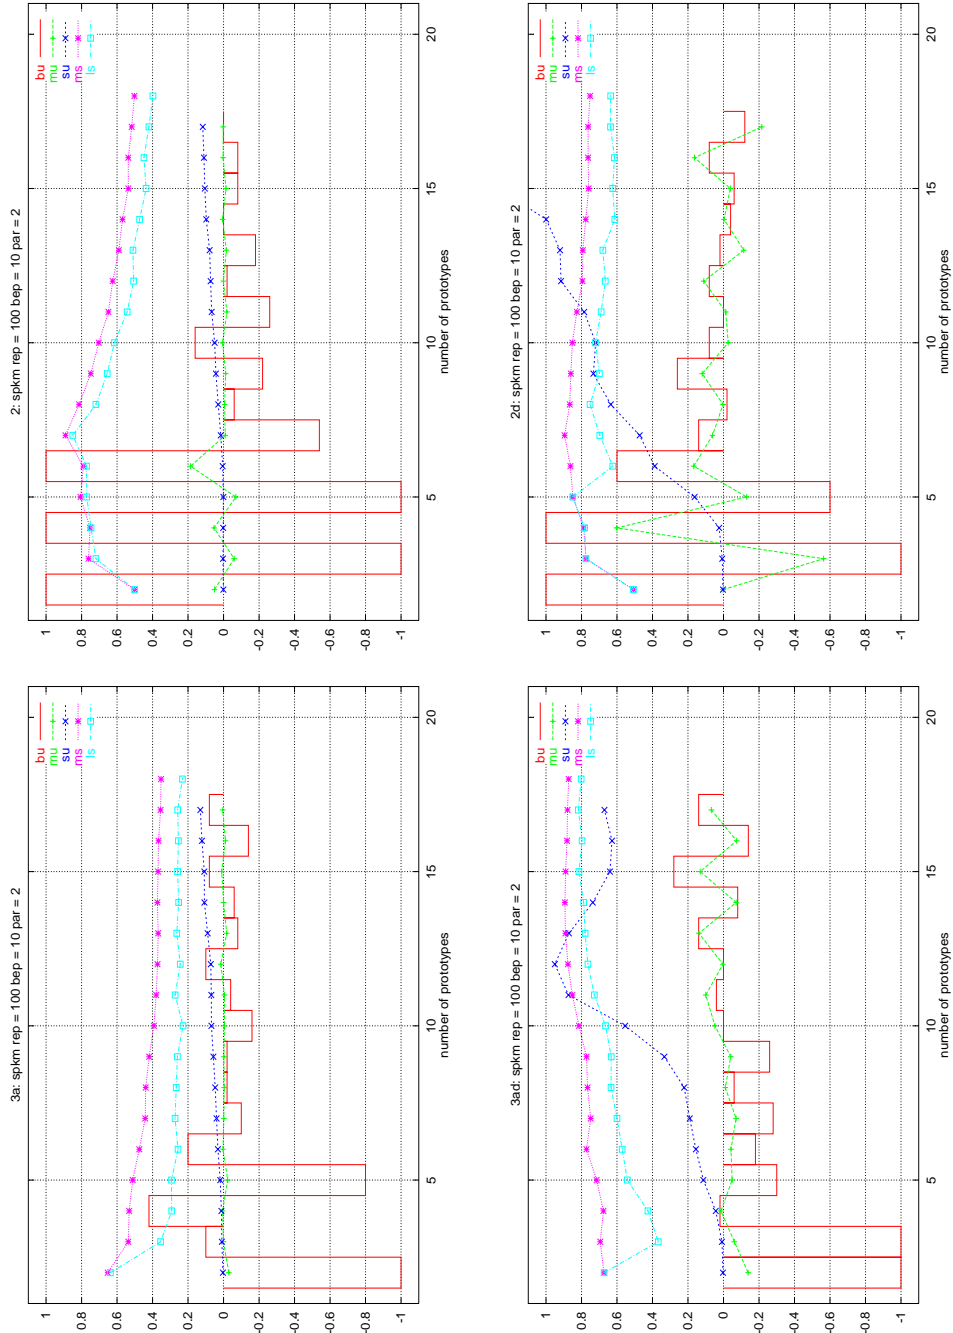 3a: spkm rep = 100 bep = 10 par = 2
bu
mu
su
ms
ls
1
0.8
0.6
0.4
0.2
0
-0.2
-0.4
-0.6
-0.8
-1
5
10
15
20
number of prototypes
2: spkm rep = 100 bep = 10 par = 2
bu
mu
su
ms
ls
1
0.8
0.6
0.4
0.2
0
-0.2
-0.4
-0.6
-0.8
-1
5
10
15
20
number of prototypes
3ad: spkm rep = 100 bep = 10 par = 2
bu
mu
su
ms
ls
1
0.8
0.6
0.4
0.2
0
-0.2
-0.4
-0.6
-0.8
-1
5
10
15
20
number of prototypes
2d: spkm rep = 100 bep = 10 par = 2
bu
mu
su
ms
ls
1
0.8
0.6
0.4
0.2
0
-0.2
-0.4
-0.6
-0.8
-1
5
10
15
20
number of prototypes